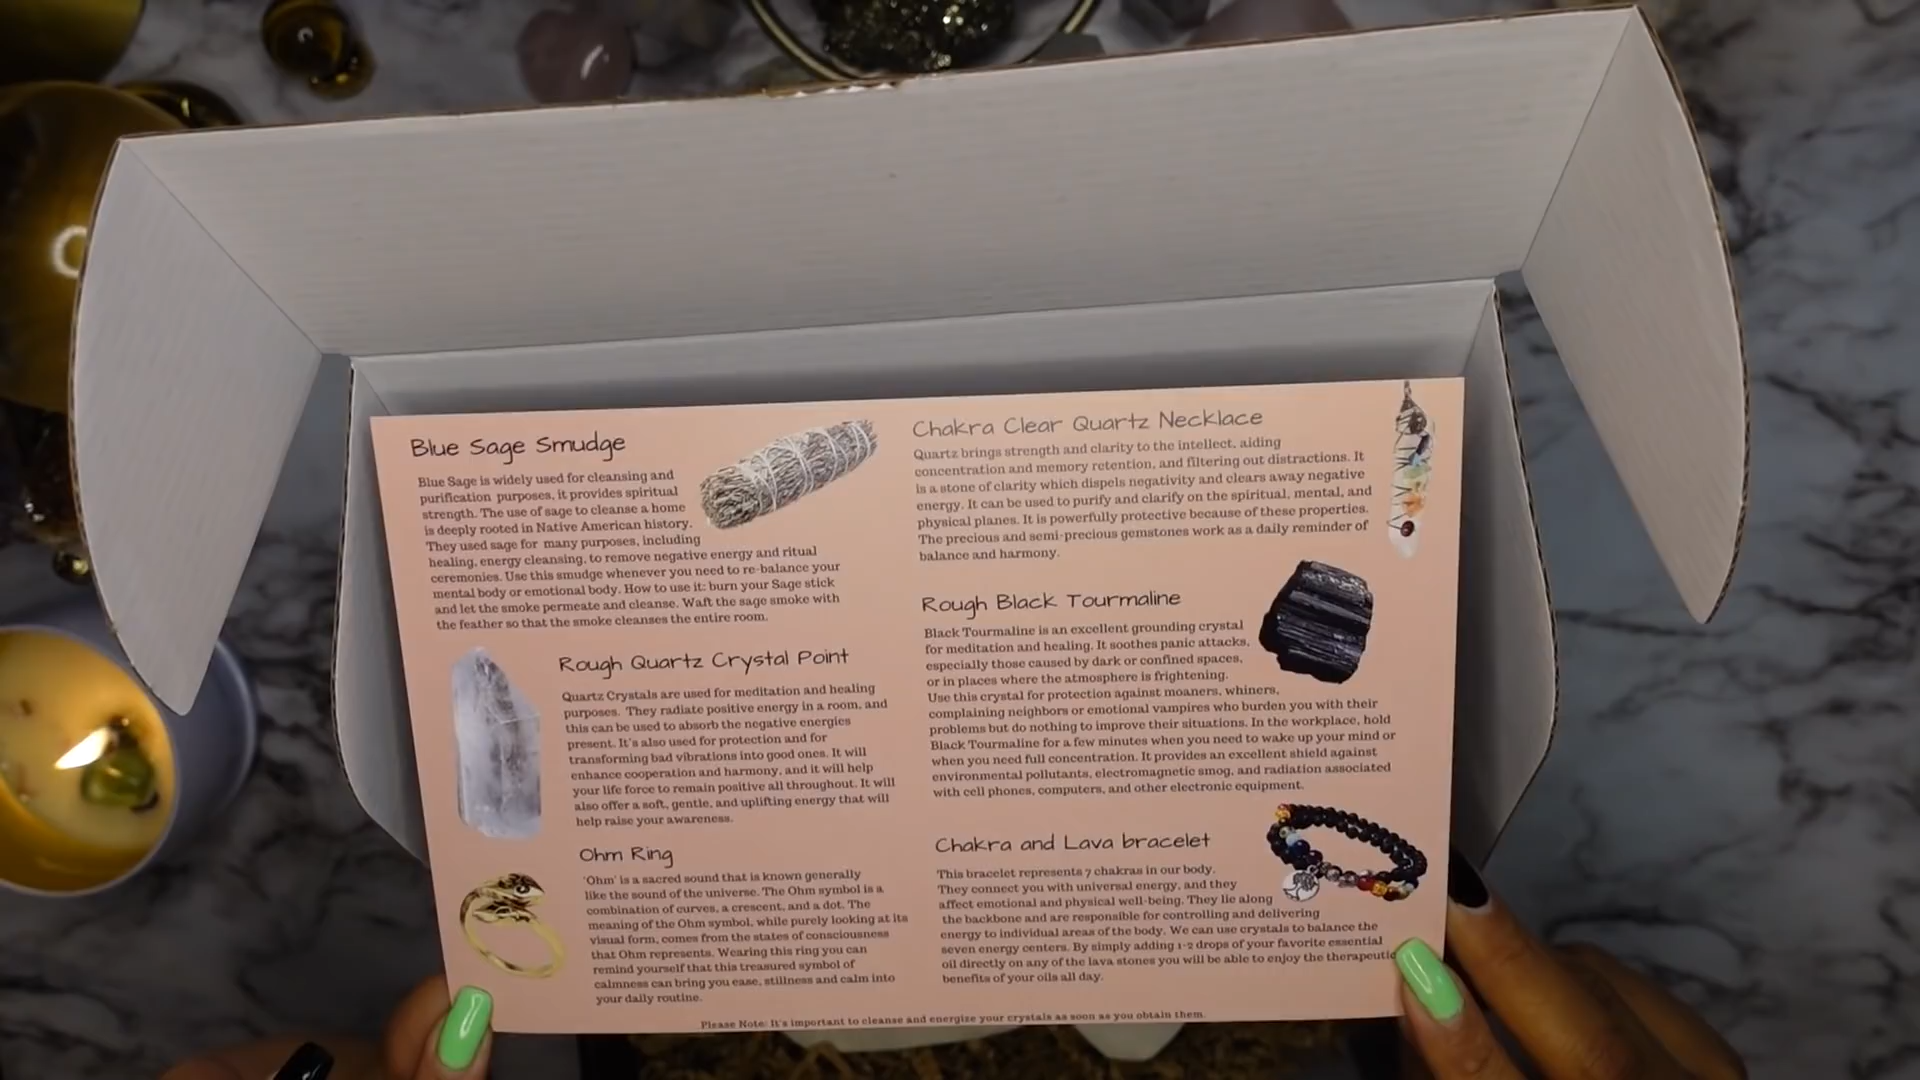 Blue Sage Smudge
Blue Sage is widely used for cleansing and
purification purposes, it provides spiritual
strength. The use of sage to cleanse a home
is deeply rooted in Native American history.
They used sage for many purposes, including
healing, energy cleansing, to remove negative energy and ritual
ceremonies. Use this smudge whenever you need to re-balance your
mental body or emotional body. How to use it: burn your Sage stick
and let the smoke permeate and cleanse. Waft the sage smoke with
the feather so that the smoke cleanses the entire room.
Rough Quartz Crystal Point
Quartz Crystals are used for meditation and healing
purposes. They radiate positive energy in a room, and
this can be used to absorb the negative energies
present. It's also used for protection and for
transforming bad vibrations into good ones. It will
enhance cooperation and harmony, and it will help
your life force to remain positive all throughout. It will
also offer a soft, gentle, and uplifting energy that will
help raise your awareness.
Ohm Ring
'Ohm' is a sacred sound that is known generally
like the sound of the universe. The Ohm symbol is a
combination of curves, a crescent, and a dot. The
meaning of the Ohm symbol, while purely looking at its
visual form, comes from the states of consciousness
that Ohm represents. Wearing this ring you can
remind yourself that this treasured symbol of
calmness can bring you ease, stillness and calm into
your daily routine.
Chakra Clear Quartz Necklace
Quartz brings strength and clarity to the intellect, aiding
concentration and memory retention, and filtering out distractions. It
is a stone of clarity which dispels negativity and clears away negative
energy. It can be used to purify and clarify on the spiritual, mental, and
physical planes. It is powerfully protective because of these properties.
The precious and semi-precious gemstones work as a daily reminder of
balance and harmony.
Rough Black Tourmaline
Black Tourmaline is an excellent grounding crystal
for meditation and healing. It soothes panic attacks,
especially those caused by dark or confined spaces,
or in places where the atmosphere is frightening.
Use this crystal for protection against moaners, whiners,
complaining neighbors or emotional vampires who burden you with their
problems but do nothing to improve their situations. In the workplace, hold
Black Tourmaline for a few minutes when you need to wake up your mind or
when you need full concentration. It provides an excellent shield against
environmental pollutants, electromagnetic smog, and radiation associated
with cell phones, computers, and other electronic equipment.
Chakra and Lava bracelet
This bracelet represents 7 chakras in our body.
They connect you with universal energy, and they
affect emotional and physical well-being. They lie along
the backbone and are responsible for controlling and delivering
energy to individual areas of the body. We can use crystals to balance the
seven energy centers. By simply adding 1-2 drops of your favorite essential
oil directly on any of the lava stones you will be able to enjoy the therapeutic
benefits of your oils all day.
Please Note: It's important to cleanse and energize your crystals as soon as you obtain them.